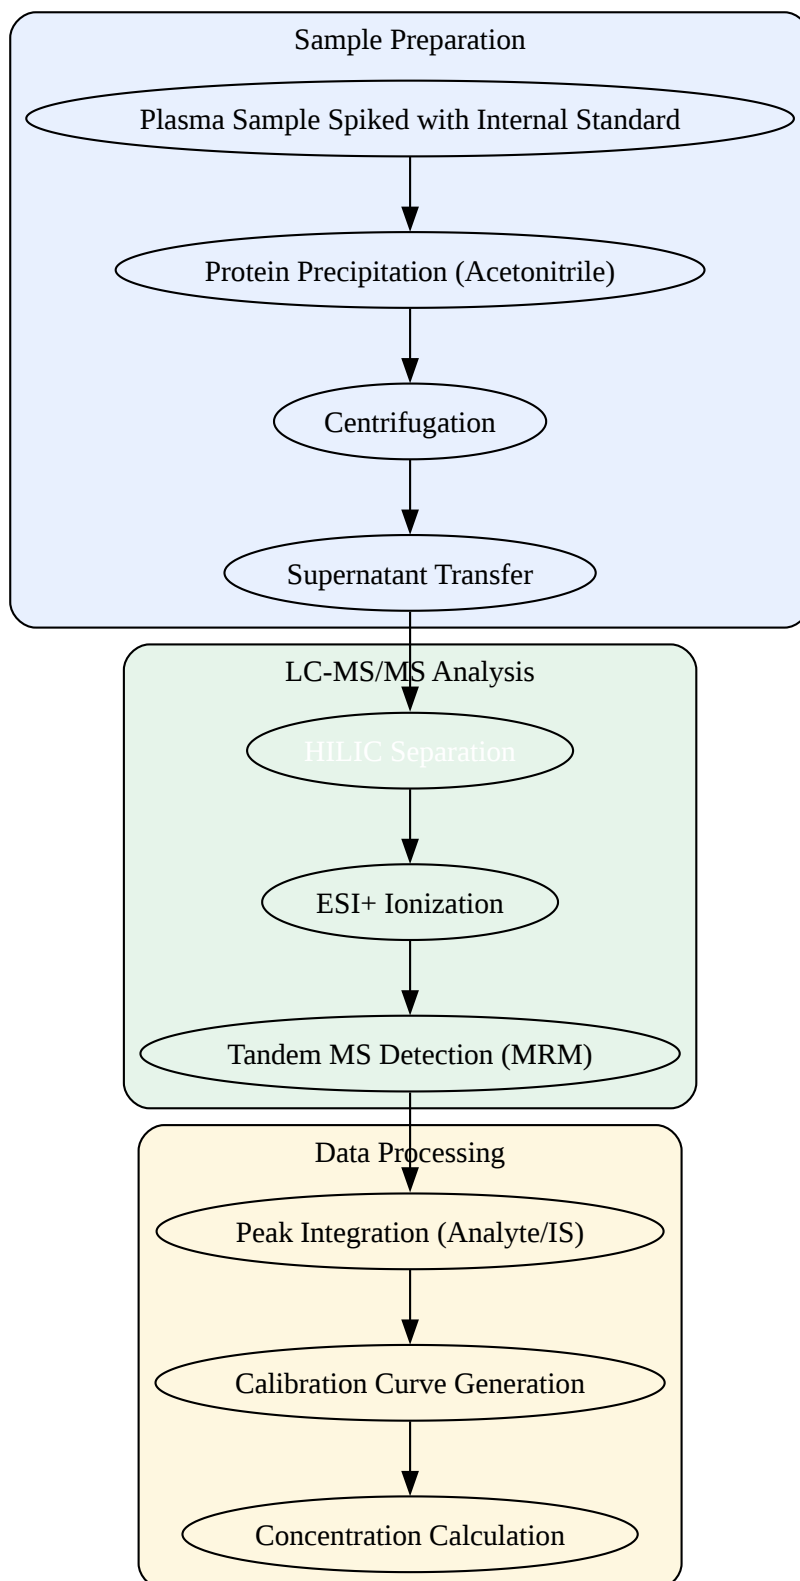 Sample Preparation
Plasma Sample Spiked with Internal Standard
Protein Precipitation (Acetonitrile)
Centrifugation
Supernatant Transfer
LC-MS/MS Analysis
HILIC Separation
ESI+ Ionization
Tandem MS Detection (MRM)
Data Processing
Peak Integration (Analyte/IS)
Calibration Curve Generation
Concentration Calculation